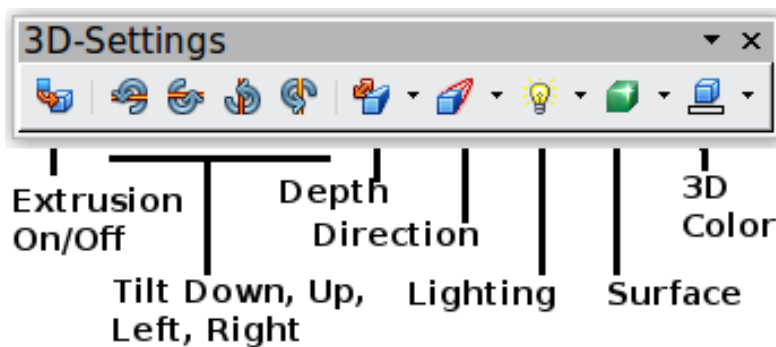 3D-Settings
Extrusion
On/Off
Depth
Direction
3D
Color
Tilt Down, Up,
Left, Right
Lighting
Surface